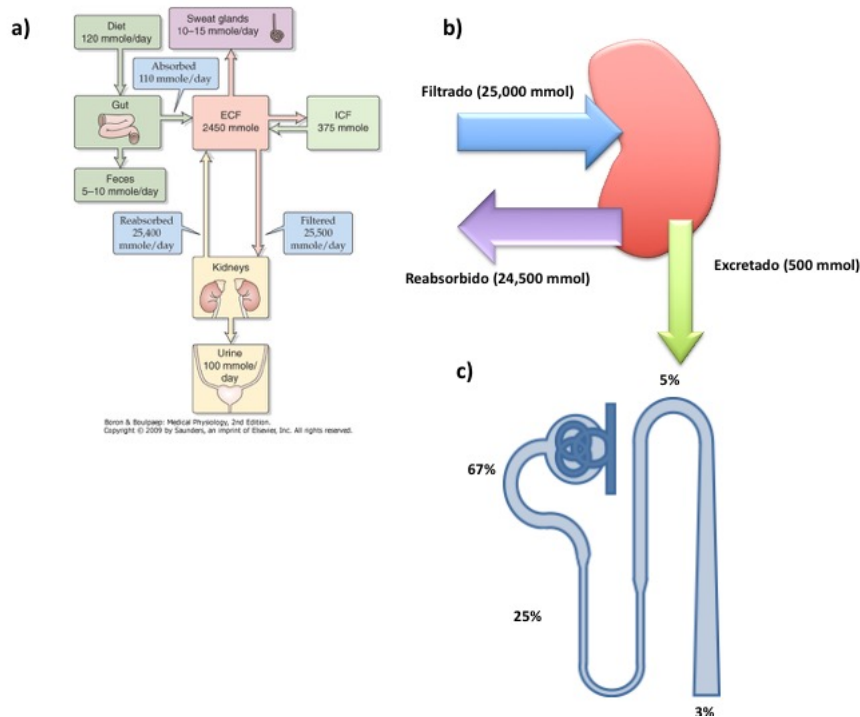 a)
Diet
120 mmole/day
Sweat glands
10–15 mmole/day
Absorbed
110 mmole/day
Gut
ECF
2450 mmole
ICF
375 mmole
Feces
5–10 mmole/day
Reabsorbed
25,400
mmole/day
Filtered
25,500
mmole/day
Kidneys
Urine
100 mmole/
day
Boron & Boulpaep: Medical Physiology, 2nd Edition.
Copyright © 2009 by Saunders, an imprint of Elsevier, Inc. All rights reserved.
b)
Filtrado (25,000 mmol)
Reabsorbido (24,500 mmol)
Excretado (500 mmol)
c)
5%
67%
25%
3%